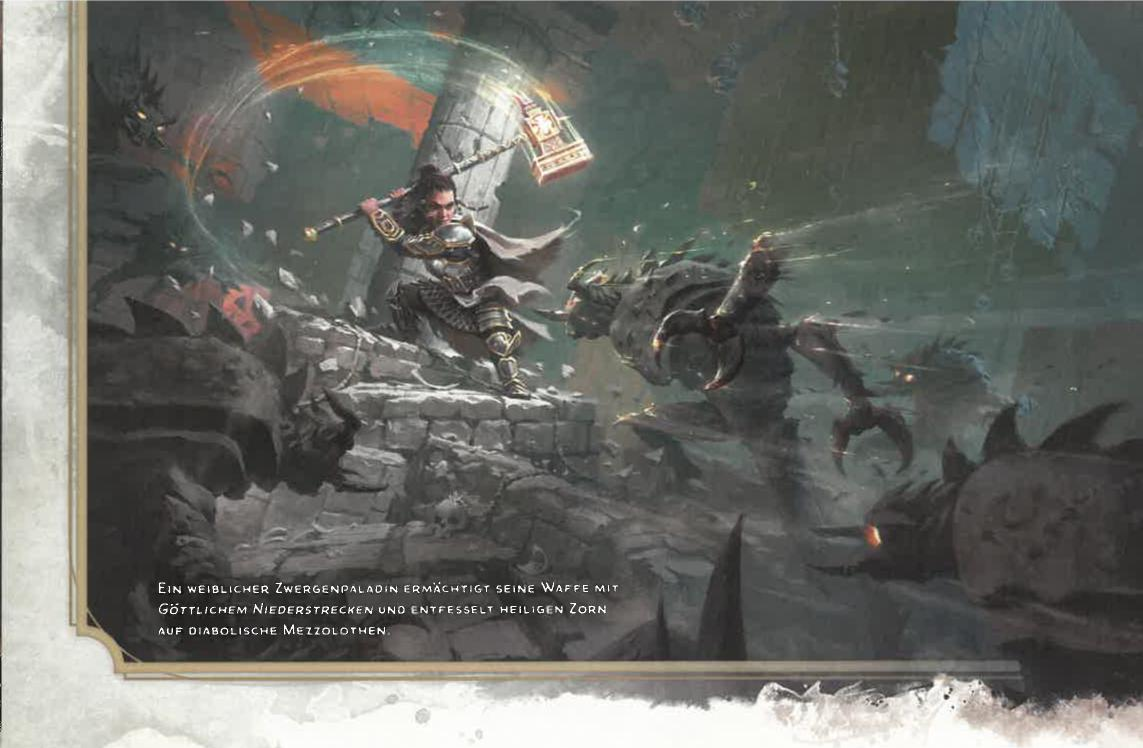 Ein weiblicher Zwergenpaladin ermächtigt seine Waffe mit
Göttlichem Niederstrecken und entfesselt heiligen Zorn
auf diabolische Mezzolothen.